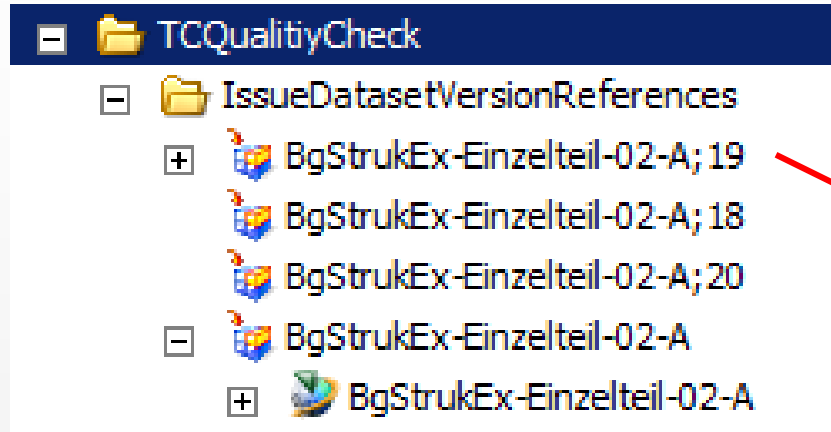 TCQualitiyCheck
IssueDatasetVersionReferences
BgStrukEx-Einzelteil-02-A;19
BgStrukEx-Einzelteil-02-A;18
BgStrukEx-Einzelteil-02-A;20
BgStrukEx-Einzelteil-02-A
BgStrukEx-Einzelteil-02-A